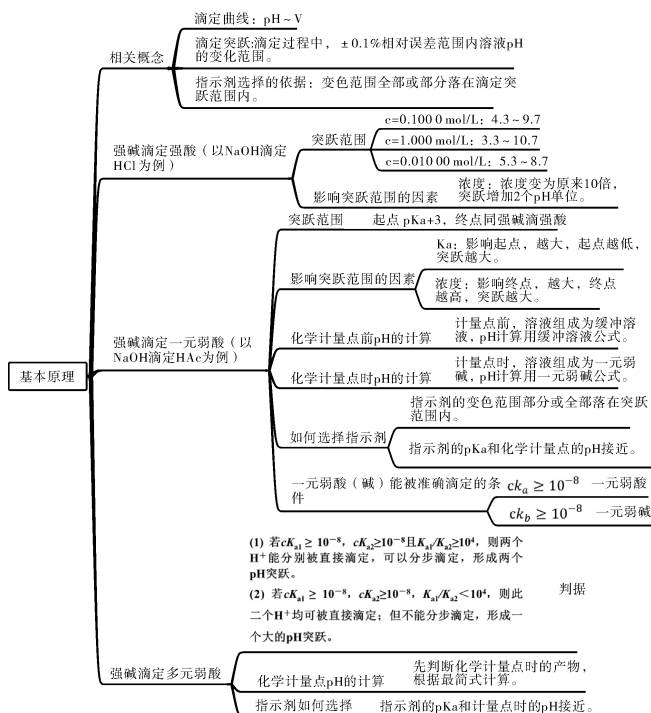 滴定曲线：pH~V
相关概念
滴定突跃:滴定过程中，±0.1%相对误差范围内溶液pH
的变化范围。
指示剂选择的依据：变色范围全部或部分落在滴定突
跃范围内。
强碱滴定强酸（以NaOH滴定
HCl为例）
突跃范围
c=0.1000 mol/L：4.3~9.7
c=1.000 mol/L：3.3~10.7
c=0.01000 mol/L：5.3~8.7
影响突跃范围的因素
浓度：浓度变为原来10倍，
突跃增加2个pH单位。
基本原理
强碱滴定一元弱酸（以
NaOH滴定HAc为例）
突跃范围
起点 pKa+3，终点同强碱滴强酸
影响突跃范围的因素
Ka：影响起点，越大，起点越低，
突跃越大。
浓度：影响终点，越大，终点
越高，突跃越大。
化学计量点前pH的计算
计量点前，溶液组成为缓冲溶
液，pH计算用缓冲溶液公式。
化学计量点时pH的计算
计量点时，溶液组成为一元弱
碱，pH计算用一元弱碱公式。
如何选择指示剂
指示剂的变色范围部分或全部落在突跃
范围内。
指示剂的pKa和化学计量点的pH接近。
一元弱酸（碱）能被准确滴定的条
件
ckₐ ≥ 10⁻⁸ 一元弱酸
ck_b ≥ 10⁻⁸ 一元弱碱
(1) 若cKₐ₁ ≥ 10⁻⁸，cKₐ₂≥10⁻⁸且Kₐ₁/Kₐ₂≥10⁴，则两个
H⁺能分别被直接滴定，可以分步滴定，形成两个
pH突跃。
(2) 若cKₐ₁ ≥ 10⁻⁸，cKₐ₂≥10⁻⁸，Kₐ₁/Kₐ₂<10⁴，则此
二个H⁺均可被直接滴定；但不能分步滴定，形成一
个大的pH突跃。
判据
强碱滴定多元弱酸
化学计量点pH的计算
先判断化学计量点时的产物，
根据最简式计算。
指示剂如何选择
指示剂的pKa和计量点时的pH接近。